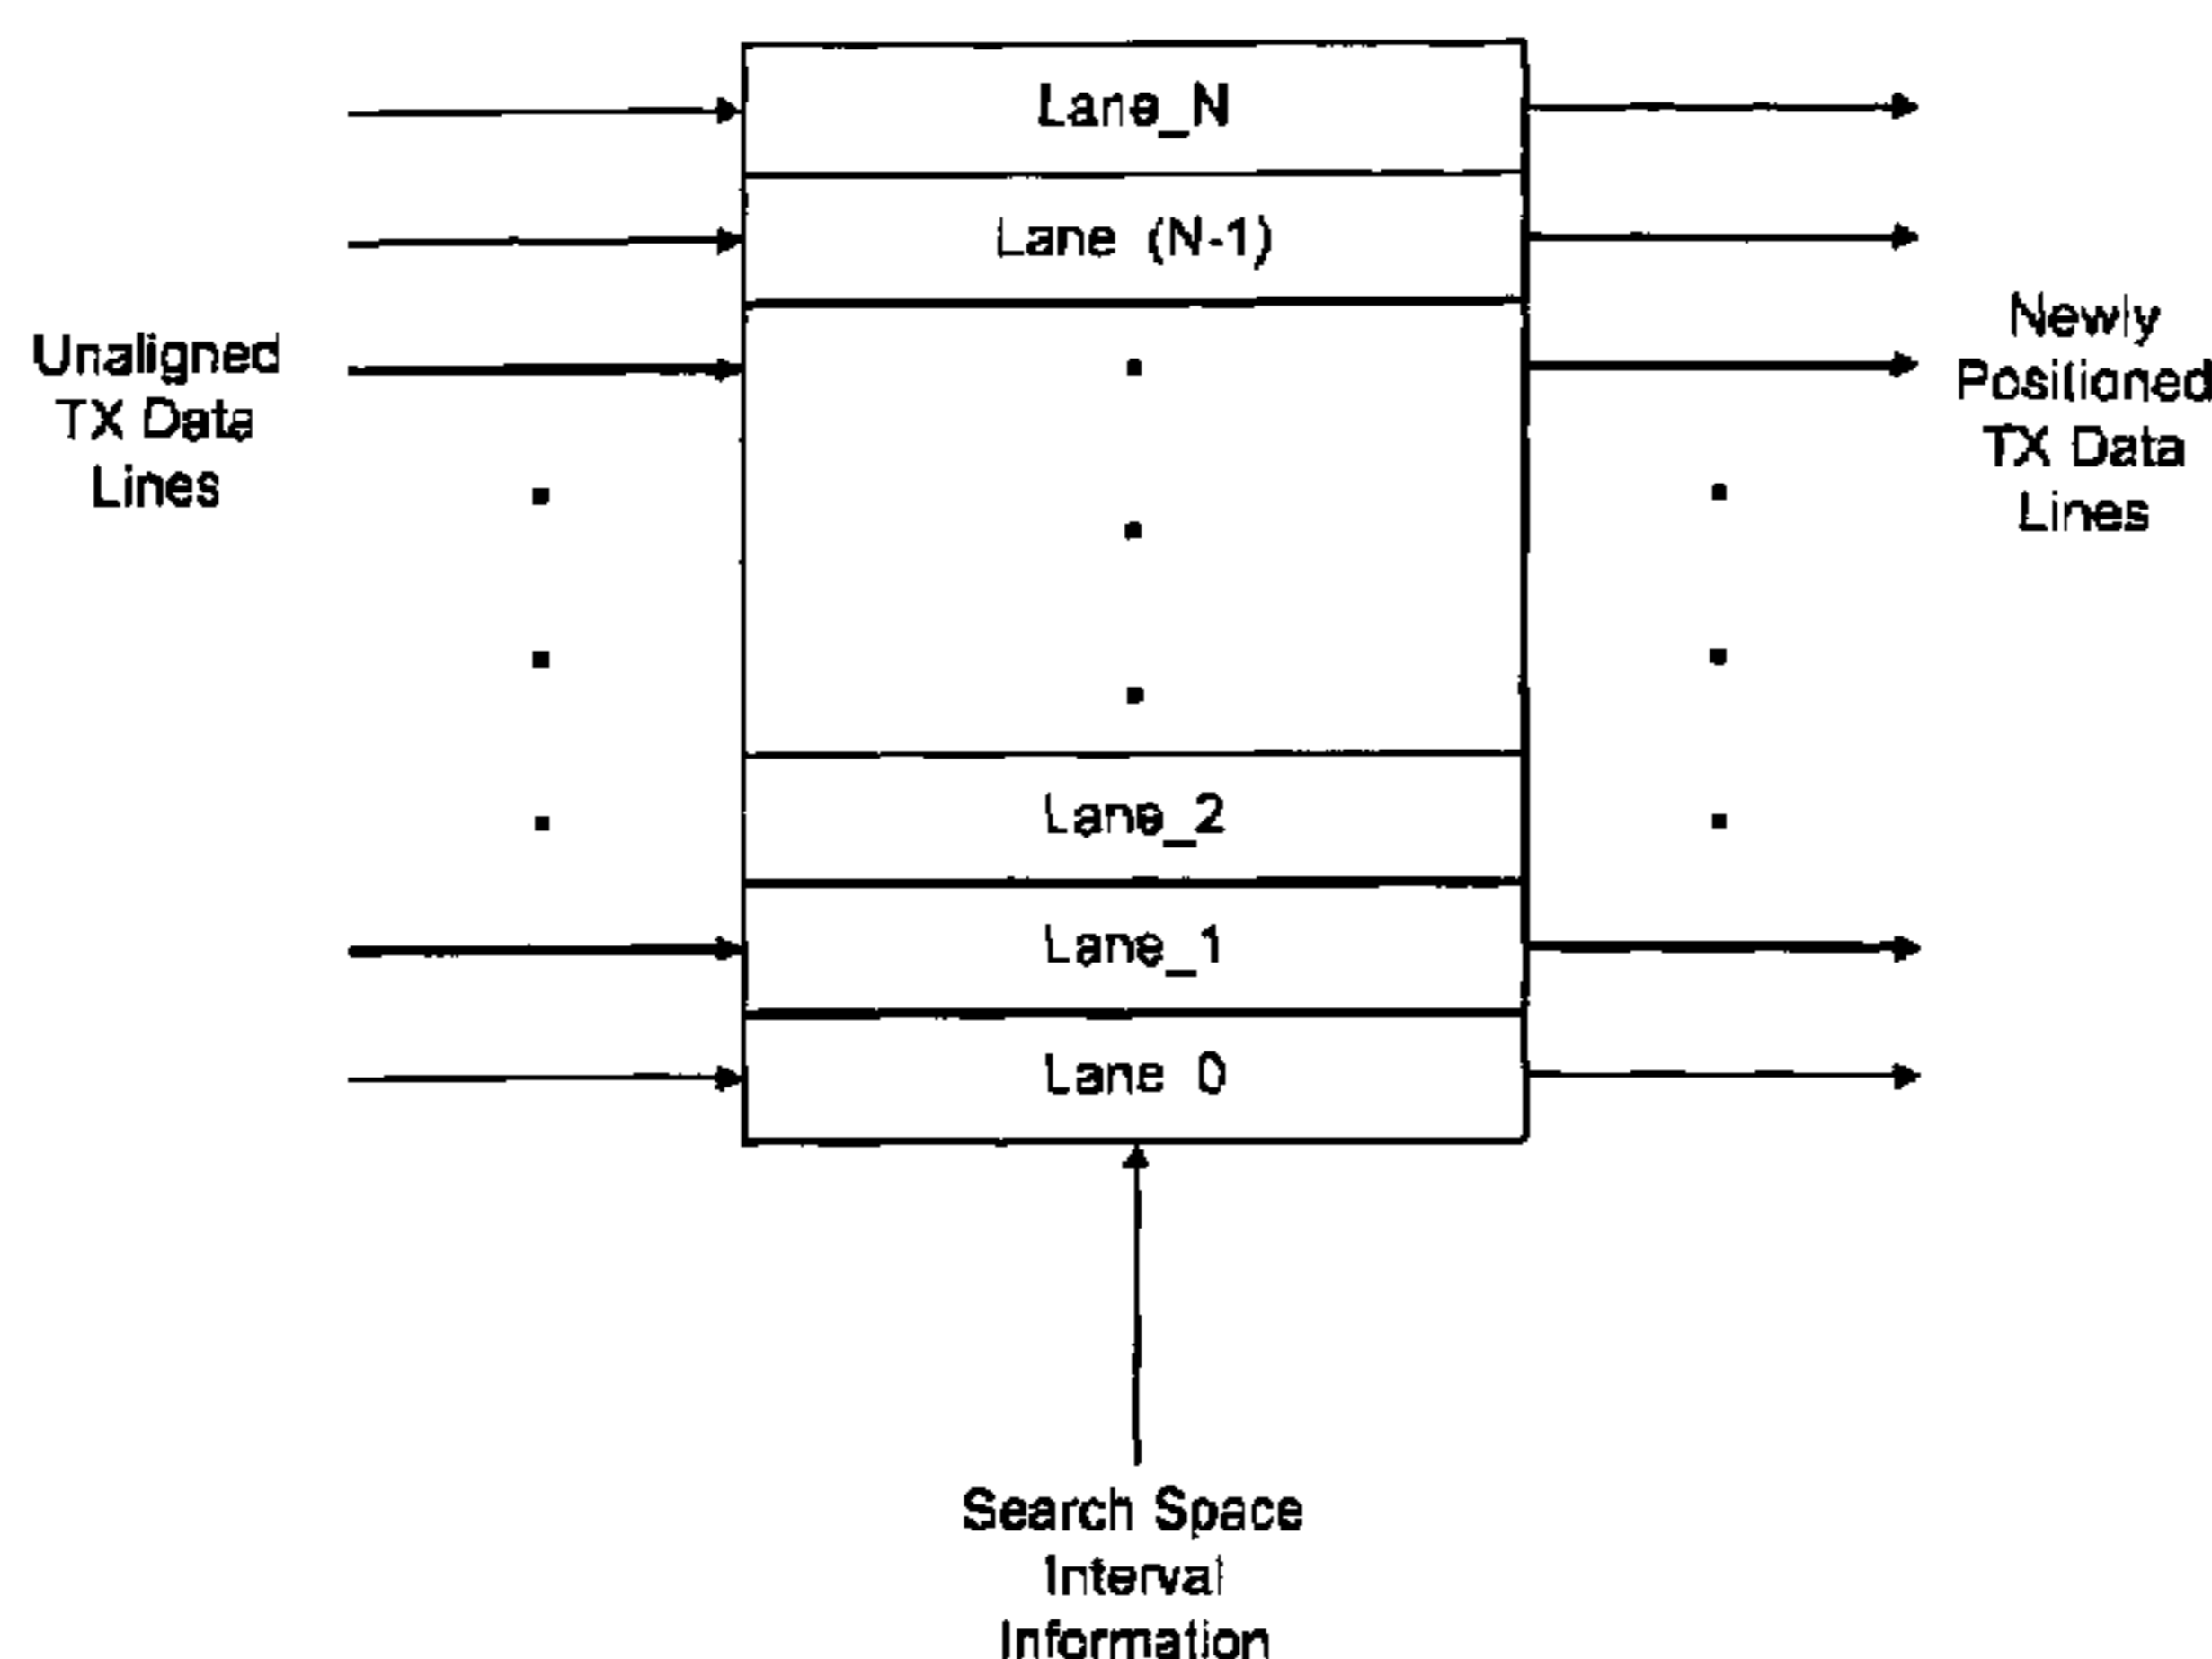 Lane_N
Lane (N-1)
Unaligned
TX Data
Lines
Newly
Positioned
TX Data
Lines
Lane_2
Lane_1
Lane 0
Search Space
Interval
Information